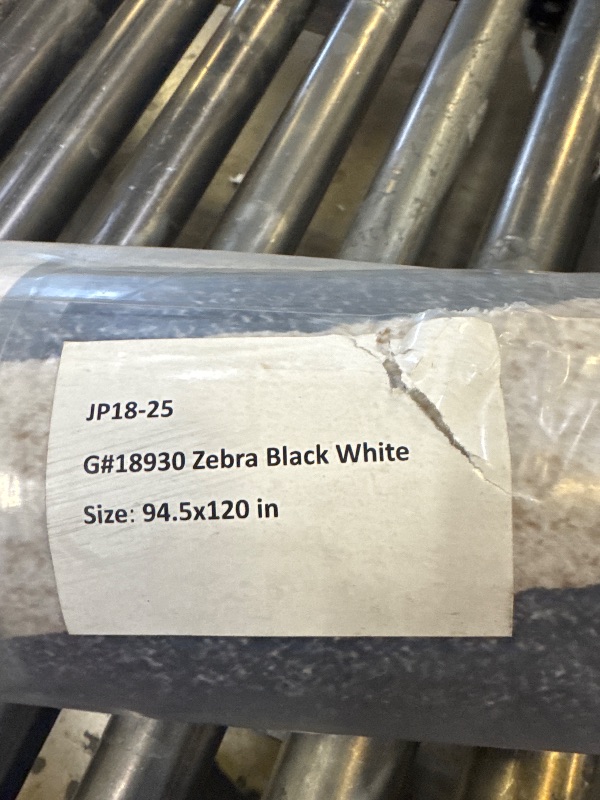 JP18-25
G#18930 Zebra Black White
Size: 94.5x120 in